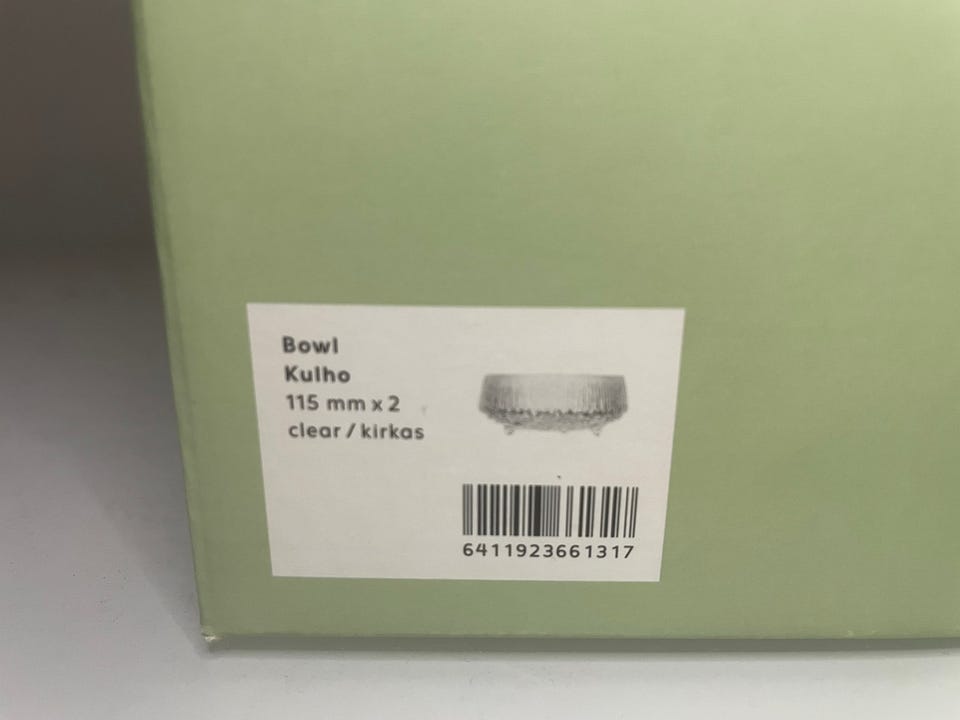 Bowl
Kulho
115 mm x 2
clear / kirkas
6411923661317